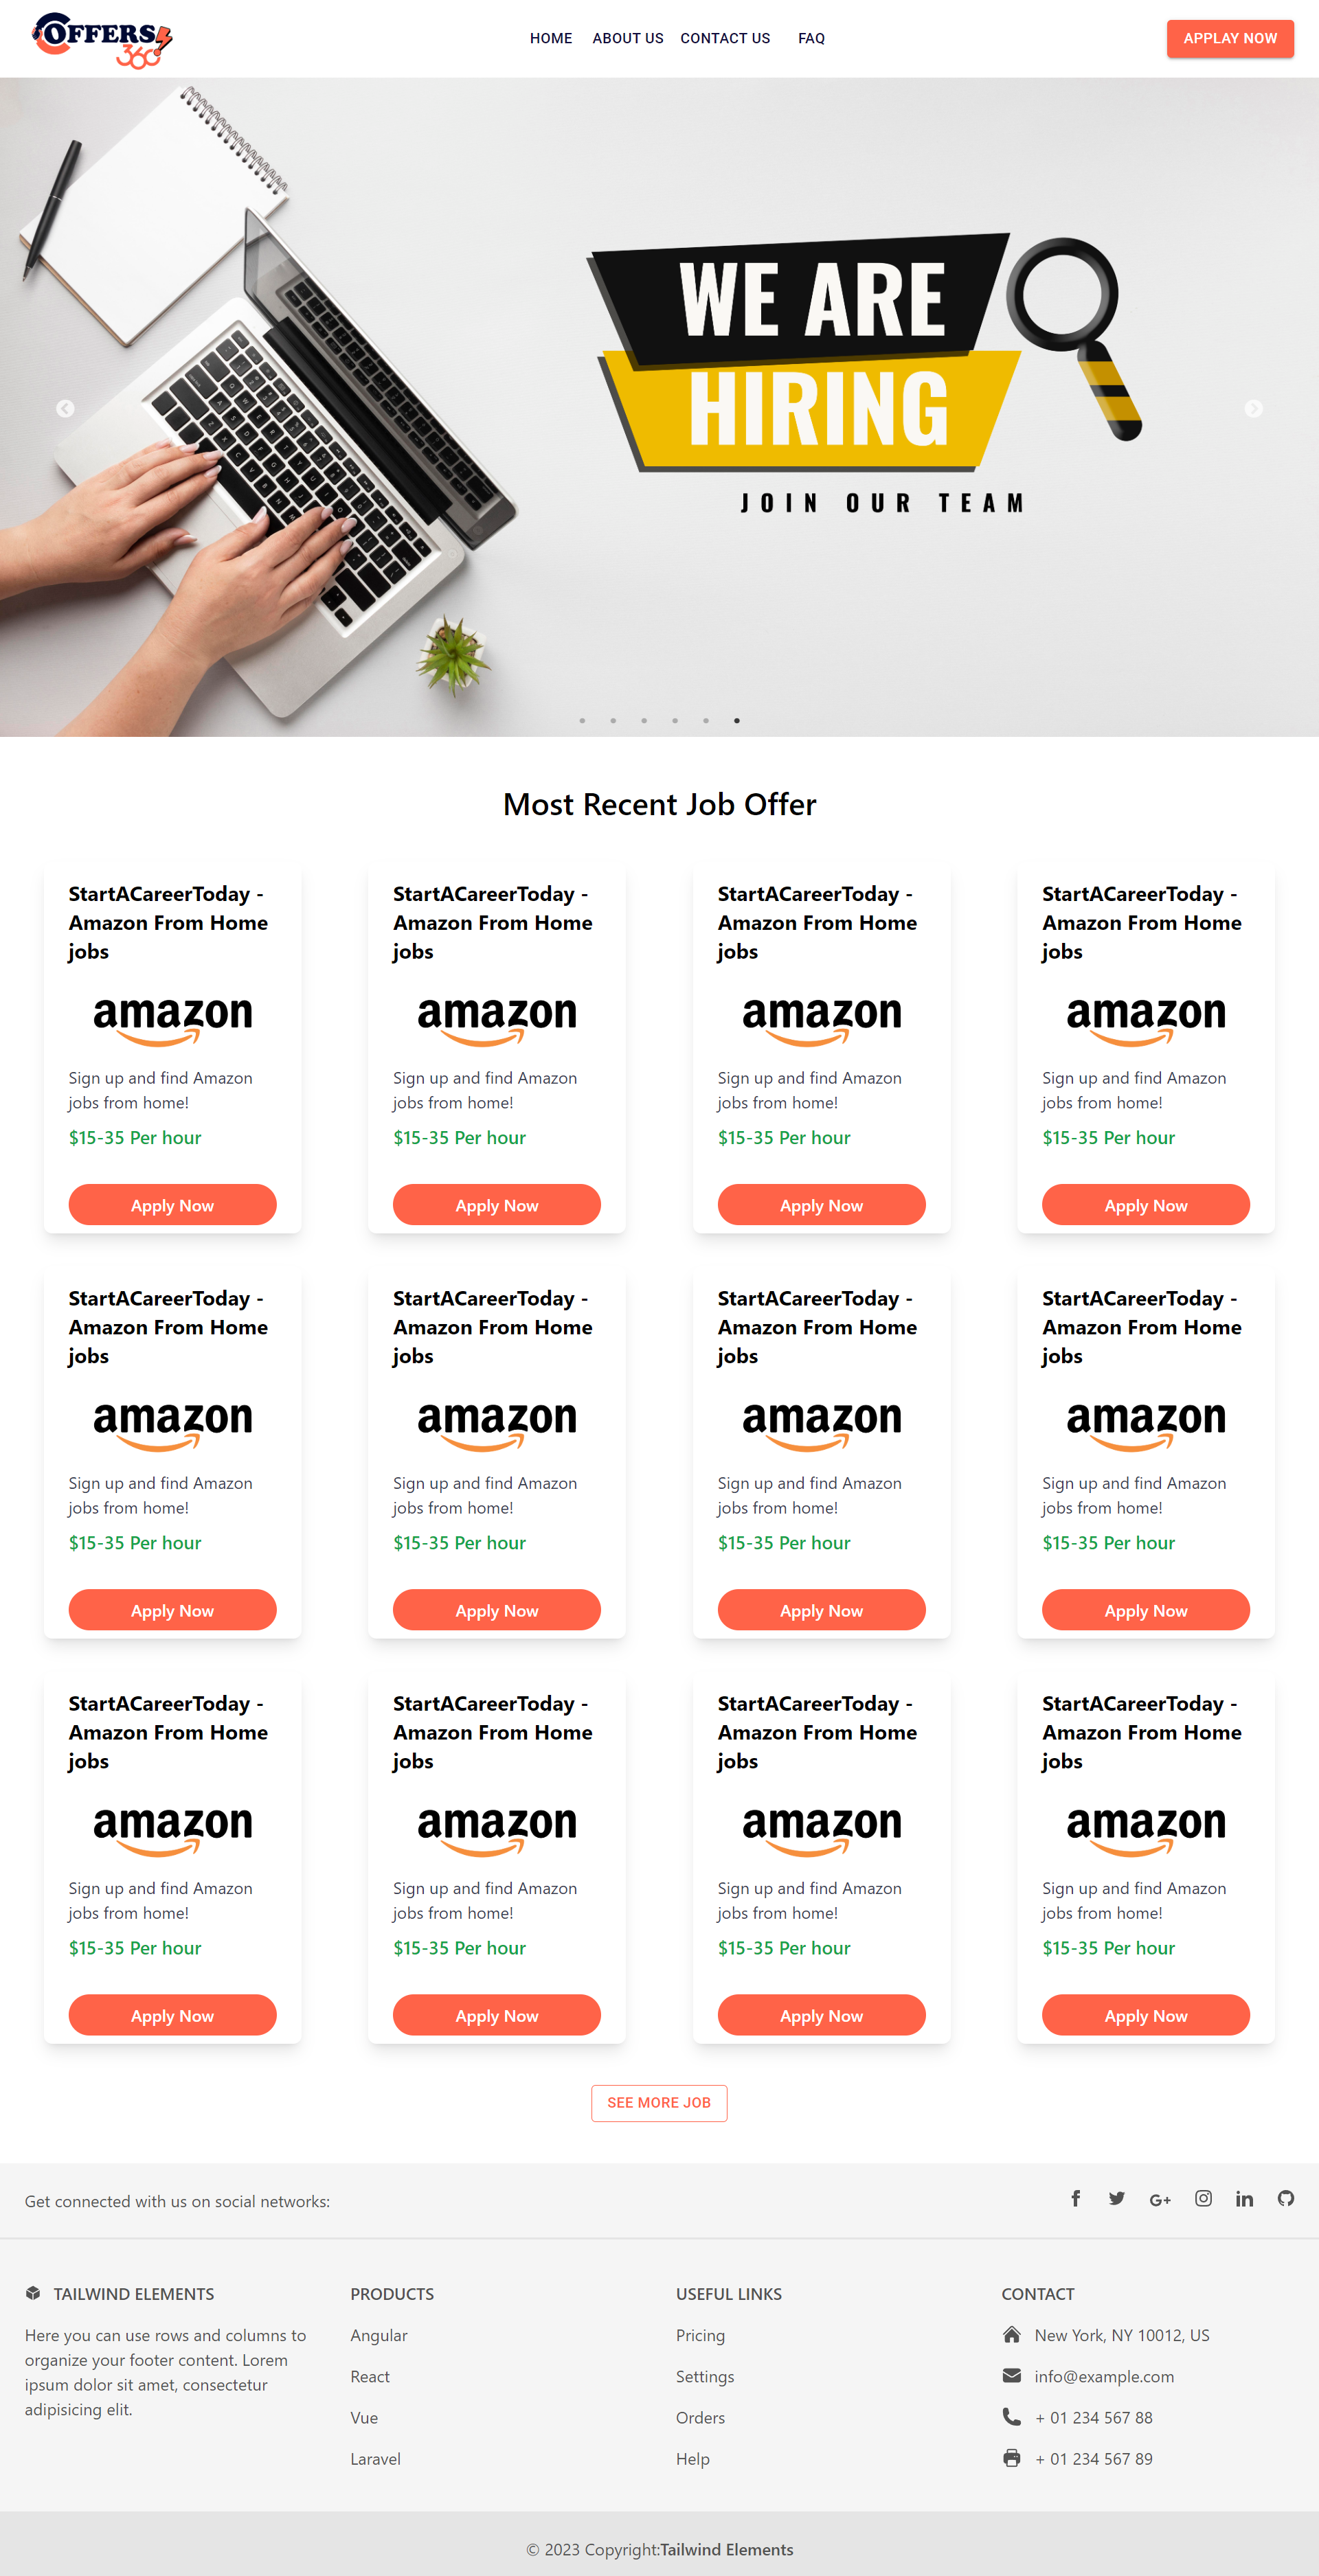 OFFERS
360
HOME ABOUT US CONTACT US FAQ
APPLAY NOW
WE ARE
HIRING
JOIN OUR TEAM
Most Recent Job Offer
StartACareerToday -
Amazon From Home
jobs
amazon
Sign up and find Amazon
jobs from home!
$15-35 Per hour
Apply Now
StartACareerToday -
Amazon From Home
jobs
amazon
Sign up and find Amazon
jobs from home!
$15-35 Per hour
Apply Now
StartACareerToday -
Amazon From Home
jobs
amazon
Sign up and find Amazon
jobs from home!
$15-35 Per hour
Apply Now
StartACareerToday -
Amazon From Home
jobs
amazon
Sign up and find Amazon
jobs from home!
$15-35 Per hour
Apply Now
StartACareerToday -
Amazon From Home
jobs
amazon
Sign up and find Amazon
jobs from home!
$15-35 Per hour
Apply Now
StartACareerToday -
Amazon From Home
jobs
amazon
Sign up and find Amazon
jobs from home!
$15-35 Per hour
Apply Now
StartACareerToday -
Amazon From Home
jobs
amazon
Sign up and find Amazon
jobs from home!
$15-35 Per hour
Apply Now
StartACareerToday -
Amazon From Home
jobs
amazon
Sign up and find Amazon
jobs from home!
$15-35 Per hour
Apply Now
StartACareerToday -
Amazon From Home
jobs
amazon
Sign up and find Amazon
jobs from home!
$15-35 Per hour
Apply Now
StartACareerToday -
Amazon From Home
jobs
amazon
Sign up and find Amazon
jobs from home!
$15-35 Per hour
Apply Now
StartACareerToday -
Amazon From Home
jobs
amazon
Sign up and find Amazon
jobs from home!
$15-35 Per hour
Apply Now
StartACareerToday -
Amazon From Home
jobs
amazon
Sign up and find Amazon
jobs from home!
$15-35 Per hour
Apply Now
SEE MORE JOB
Get connected with us on social networks:
TAILWIND ELEMENTS
Here you can use rows and columns to
organize your footer content. Lorem
ipsum dolor sit amet, consectetur
adipisicing elit.
PRODUCTS
Angular
React
Vue
Laravel
USEFUL LINKS
Pricing
Settings
Orders
Help
CONTACT
New York, NY 10012, US
info@example.com
+ 01 234 567 88
+ 01 234 567 89
© 2023 Copyright:Tailwind Elements